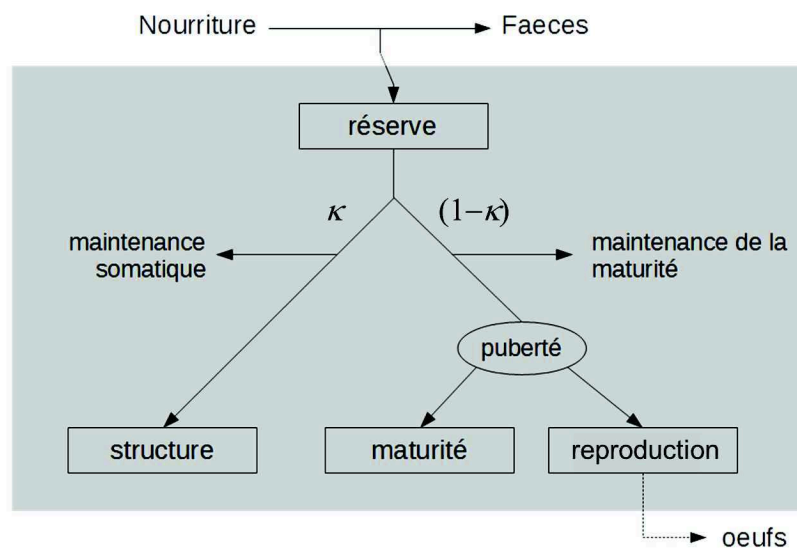 Nourriture
Faeces
réserve
κ
(1−κ)
maintenance
somatique
maintenance de la
maturité
puberté
structure
maturité
reproduction
oeufs